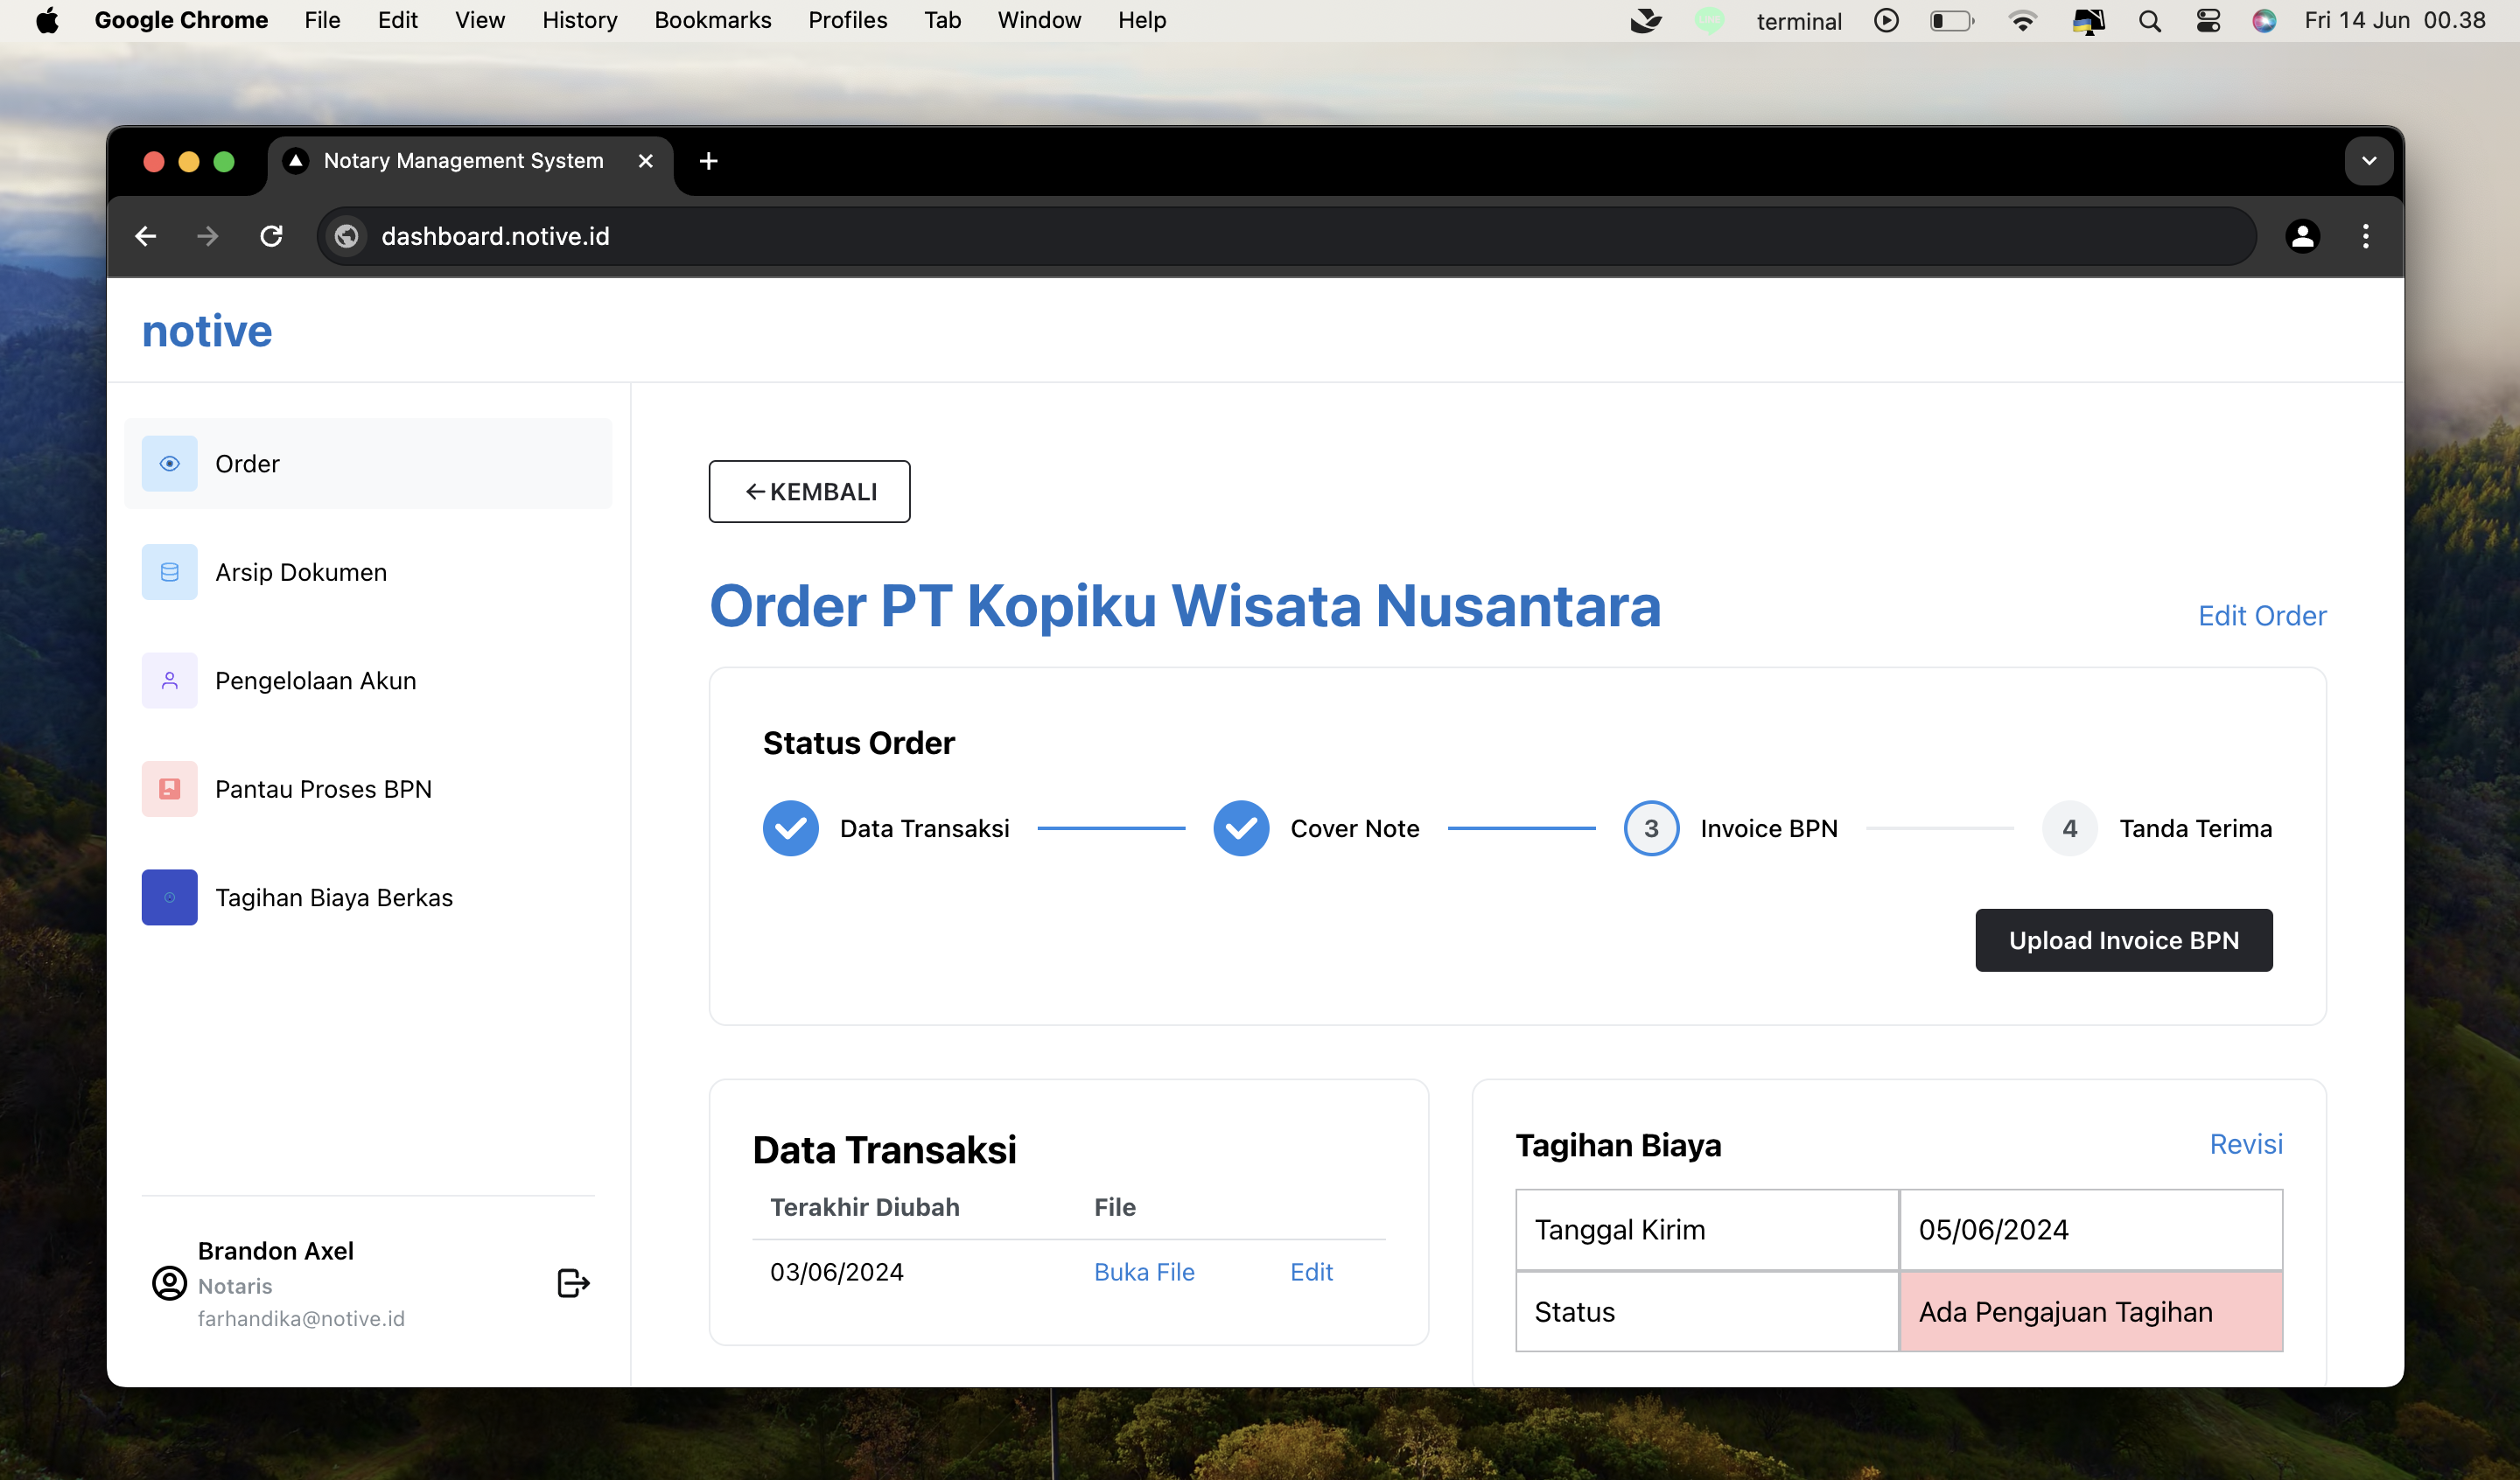 Google Chrome File Edit View History Bookmarks Profiles Tab Window Help terminal Fri 14 Jun 00.38
Notary Management System
dashboard.notive.id
notive
Order
Arsip Dokumen
Pengelolaan Akun
Pantau Proses BPN
Tagihan Biaya Berkas
Brandon Axel
Notaris
farhandika@notive.id
KEMBALI
Order PT Kopiku Wisata Nusantara
Edit Order
Status Order
Data Transaksi Cover Note 3 Invoice BPN 4 Tanda Terima
Upload Invoice BPN
Data Transaksi
Terakhir Diubah File
03/06/2024 Buka File Edit
Tagihan Biaya Revisi
Tanggal Kirim 05/06/2024
Status Ada Pengajuan Tagihan